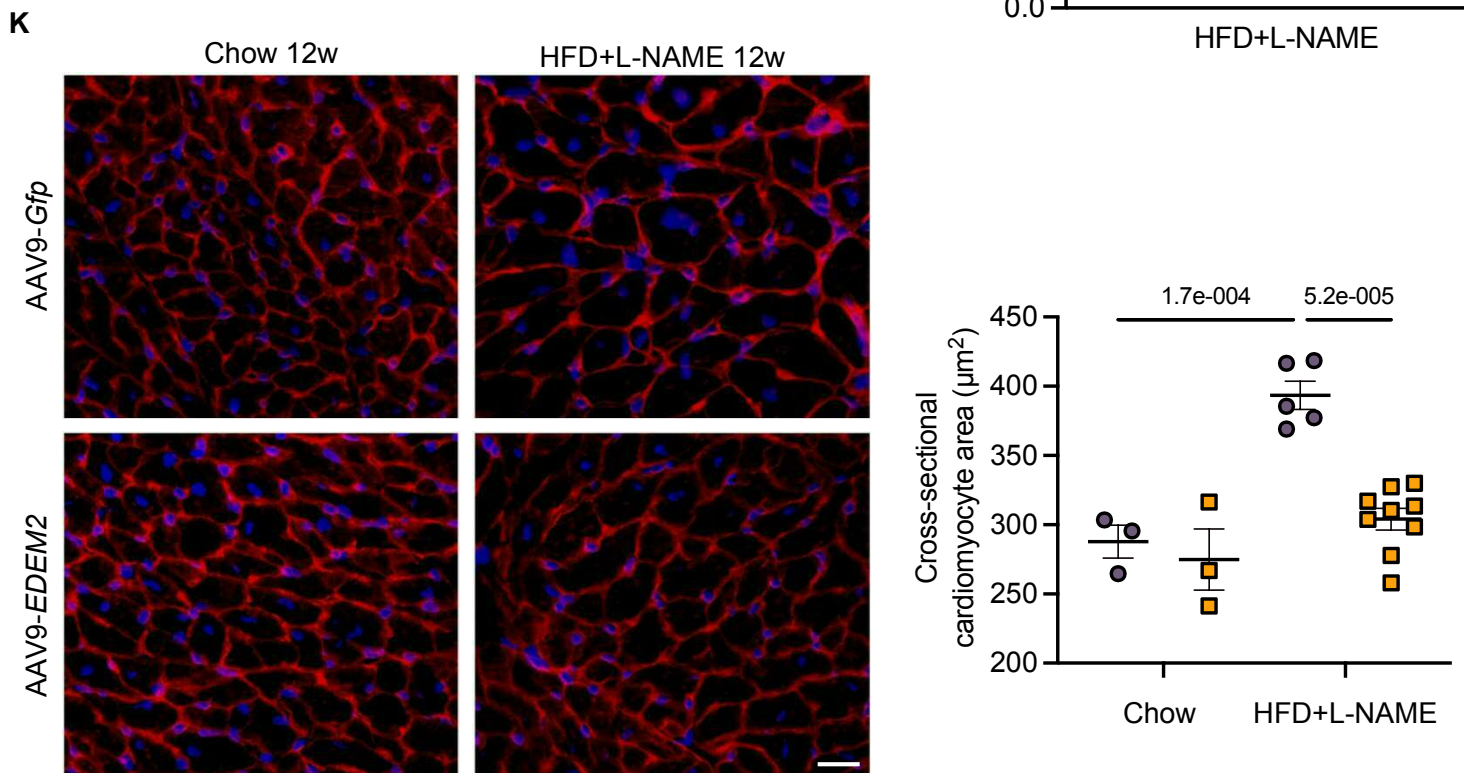 K
Chow 12w
HFD+L-NAME 12w
AAV9-Gfp
AAV9-EDEM2
0.0
HFD+L-NAME
1.7e-004
5.2e-005
Cross-sectional
cardiomyocyte area (µm²)
450
400
350
300
250
200
Chow
HFD+L-NAME